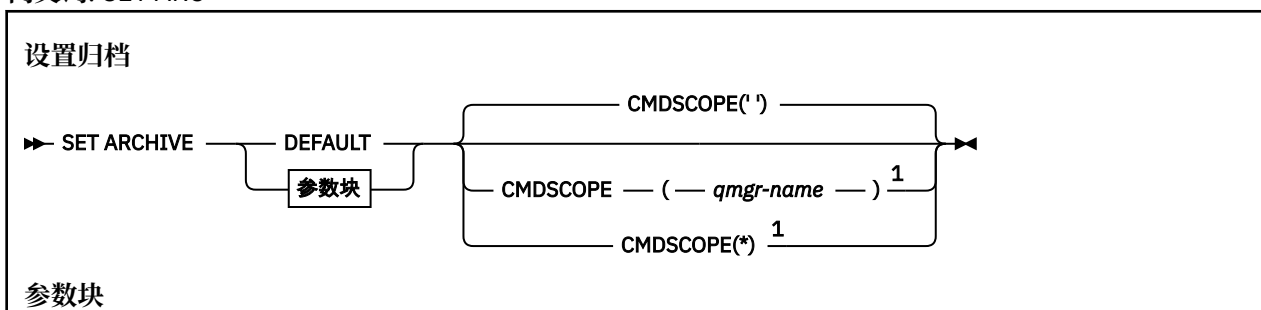 设置归档
CMDSCOPE(' ')
SET ARCHIVE DEFAULT
参数块
CMDSCOPE ( qmgr-name ) 1
CMDSCOPE(*) 1
参数块